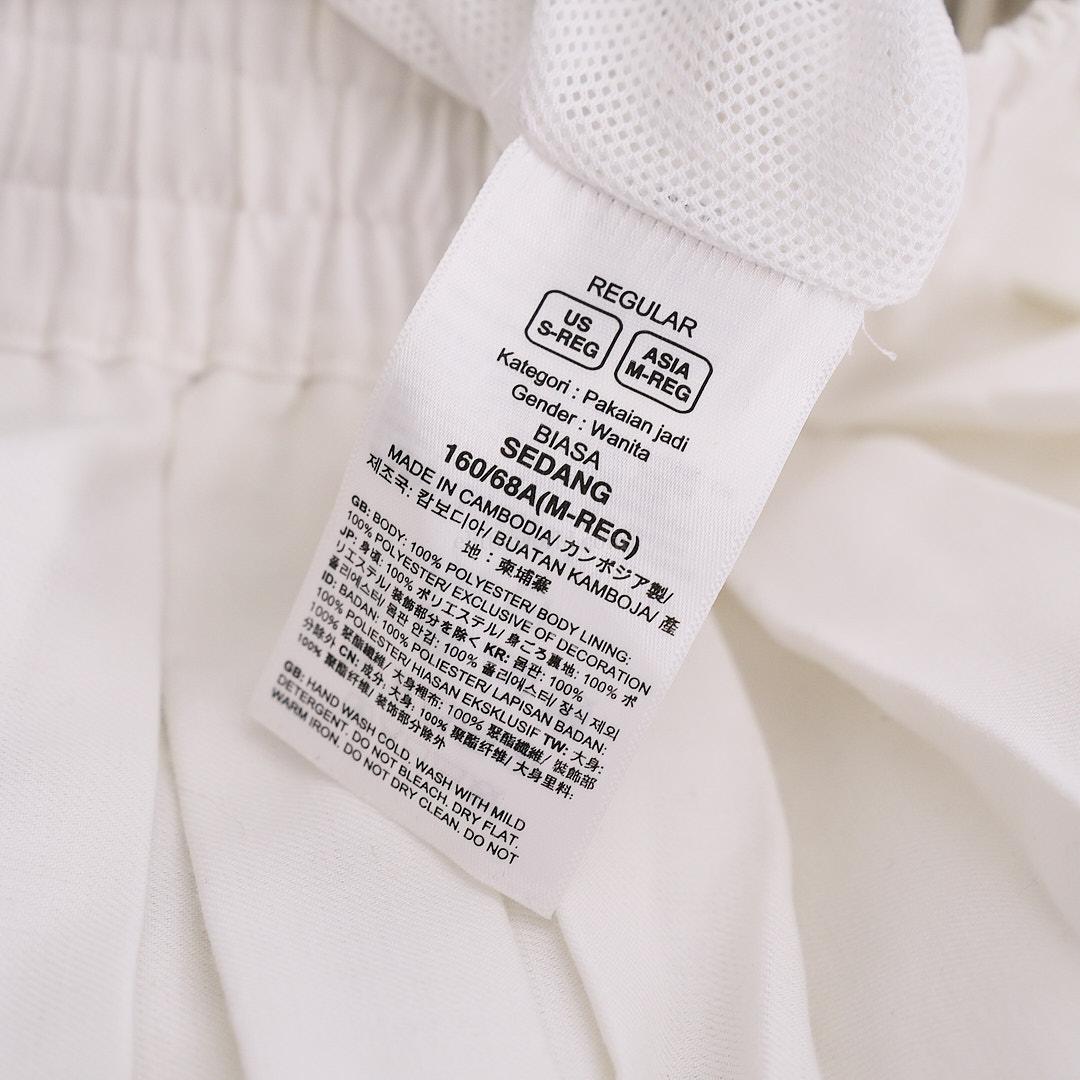 REGULAR
US
S-REG
ASIA
M-REG
Kategori : Pakaian jadi
Gender : Wanita
BIASA
SEDANG
160/68A(M-REG)
MADE IN CAMBODIA/ カンボジア製/
제조국: 캄보디아/ BUATAN KAMBOJA/ 產
地：柬埔寨
GB: BODY: 100% POLYESTER/ BODY LINING:
100% POLYESTER/ EXCLUSIVE OF DECORATION
JP: 身頃: 100% ポリエステル/ 身ごろ裏地: 100% ポ
リエステル/ 装飾部分を除く KR: 몸판: 100%
폴리에스터/ 몸판 안감: 100% 폴리에스터/ 장식 제외
ID: BADAN: 100% POLIESTER/ LAPISAN BADAN:
100% POLIESTER/ HIASAN EKSKLUSIF TW: 大身:
100% 聚酯纖維/ 大身裡布: 100% 聚酯纖維/ 裝飾部
分除外 CN: 成分: 大身: 100% 聚酯纤维/ 大身里料:
100% 聚酯纤维/ 装饰部分除外
GB: HAND WASH COLD. WASH WITH MILD
DETERGENT. DO NOT BLEACH. DRY FLAT.
WARM IRON. DO NOT DRY CLEAN. DO NOT